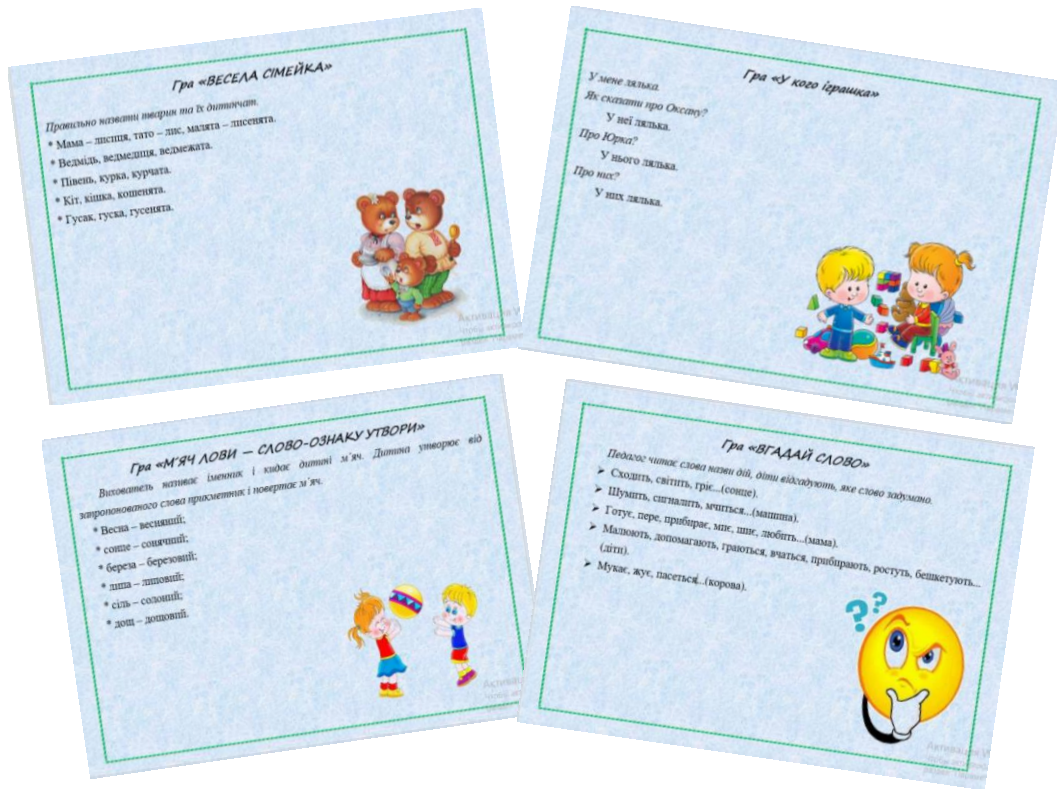 Гра «ВЕСЕЛА СІМЕЙКА»
Правильно назвати тварин та їх дитинчат.
* Мама – лисиця, тато – лис, малята – лисенята.
* Ведмідь, ведмедиця, ведмежата.
* Півень, курка, курчата.
* Кіт, кішка, кошенята.
* Гусак, гуска, гусенята.
Гра «У кого іграшка»
У мене лялька.
Як сказати про Оксану?
У неї лялька.
Про Юрка?
У нього лялька.
Про них?
У них лялька.
Гра «М'ЯЧ ЛОВИ – СЛОВО-ОЗНАКУ УТВОРИ»
Вихователь називає іменник і кидає дитині м'яч. Дитина утворює від
запропонованого слова прикметник і повертає м'яч.
* Весна – весняний;
* сонце – сонячний;
* береза – березовий;
* липа – липовий;
* сіль – солоний;
* дощ – дощовий.
Гра «ВГАДАЙ СЛОВО»
Педагог читає слова назви дій, діти відгадують, яке слово задумано.
➤ Сходить, світить, гріє...(сонце).
➤ Шумить, сигналить, мчиться...(машина).
➤ Готує, пере, прибирає, миє, шиє, любить...(мама).
➤ Малюють, допомагають, граються, вчаться, прибирають, ростуть, бешкетують...
(діти).
➤ Мукає, жує, пасеться...(корова).